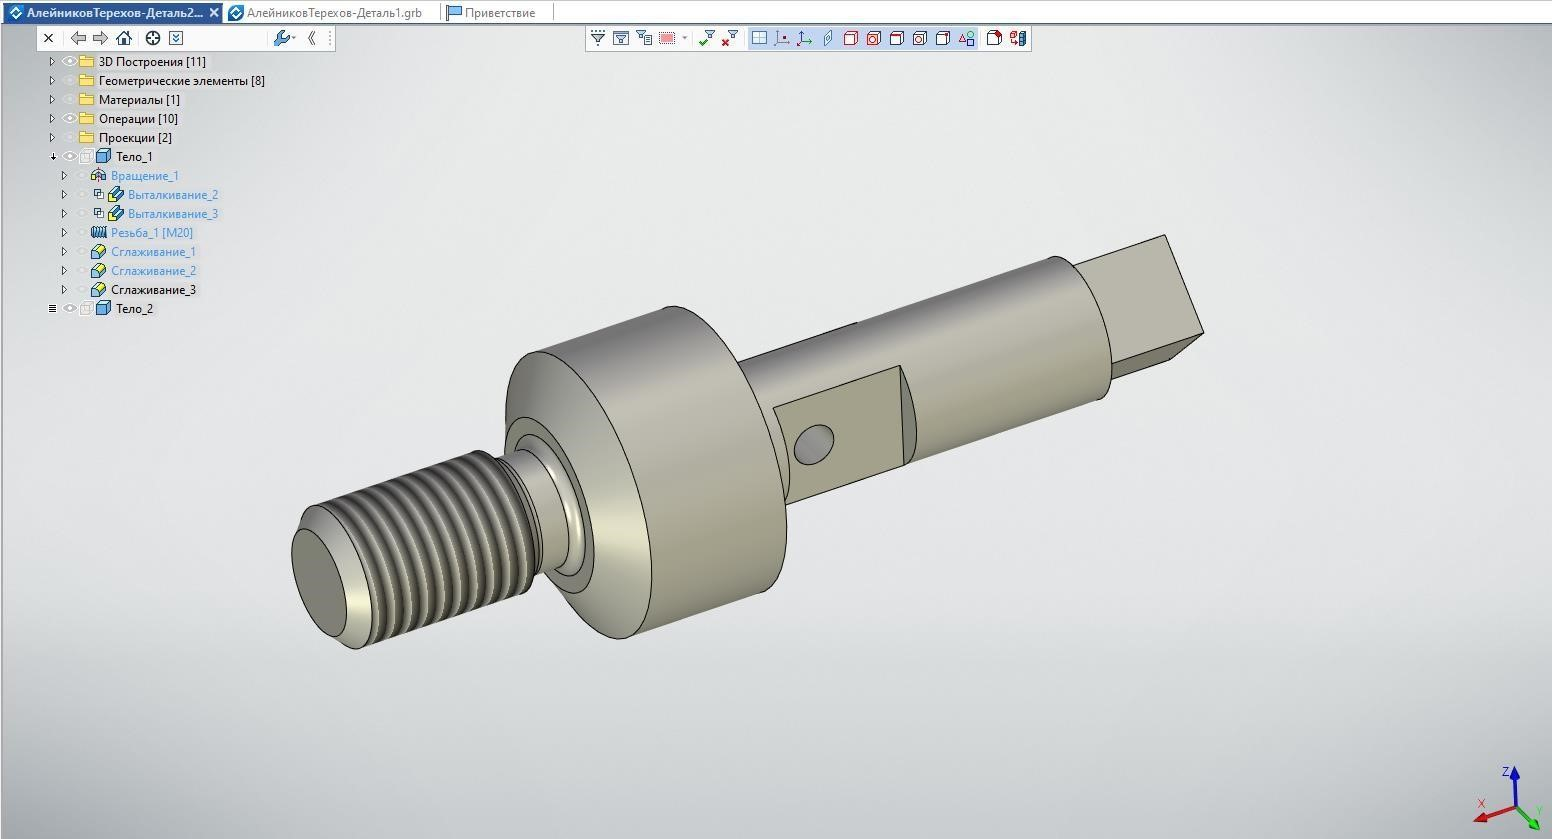 АлейниковТерехов-Деталь2...
АлейниковТерехов-Деталь1.grb
Приветствие
3D Построения [11]
Геометрические элементы [8]
Материалы [1]
Операции [10]
Проекции [2]
Тело_1
Вращение_1
Выталкивание_2
Выталкивание_3
Резьба_1 [M20]
Сглаживание_1
Сглаживание_2
Сглаживание_3
Тело_2
Z
X
Y